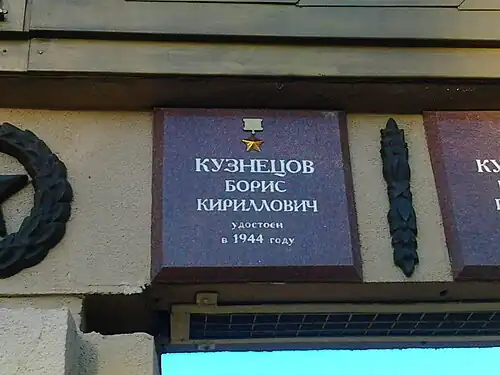 КУЗНЕЦОВ
БОРИС
КИРИЛЛОВИЧ
удостоен
в 1944 году